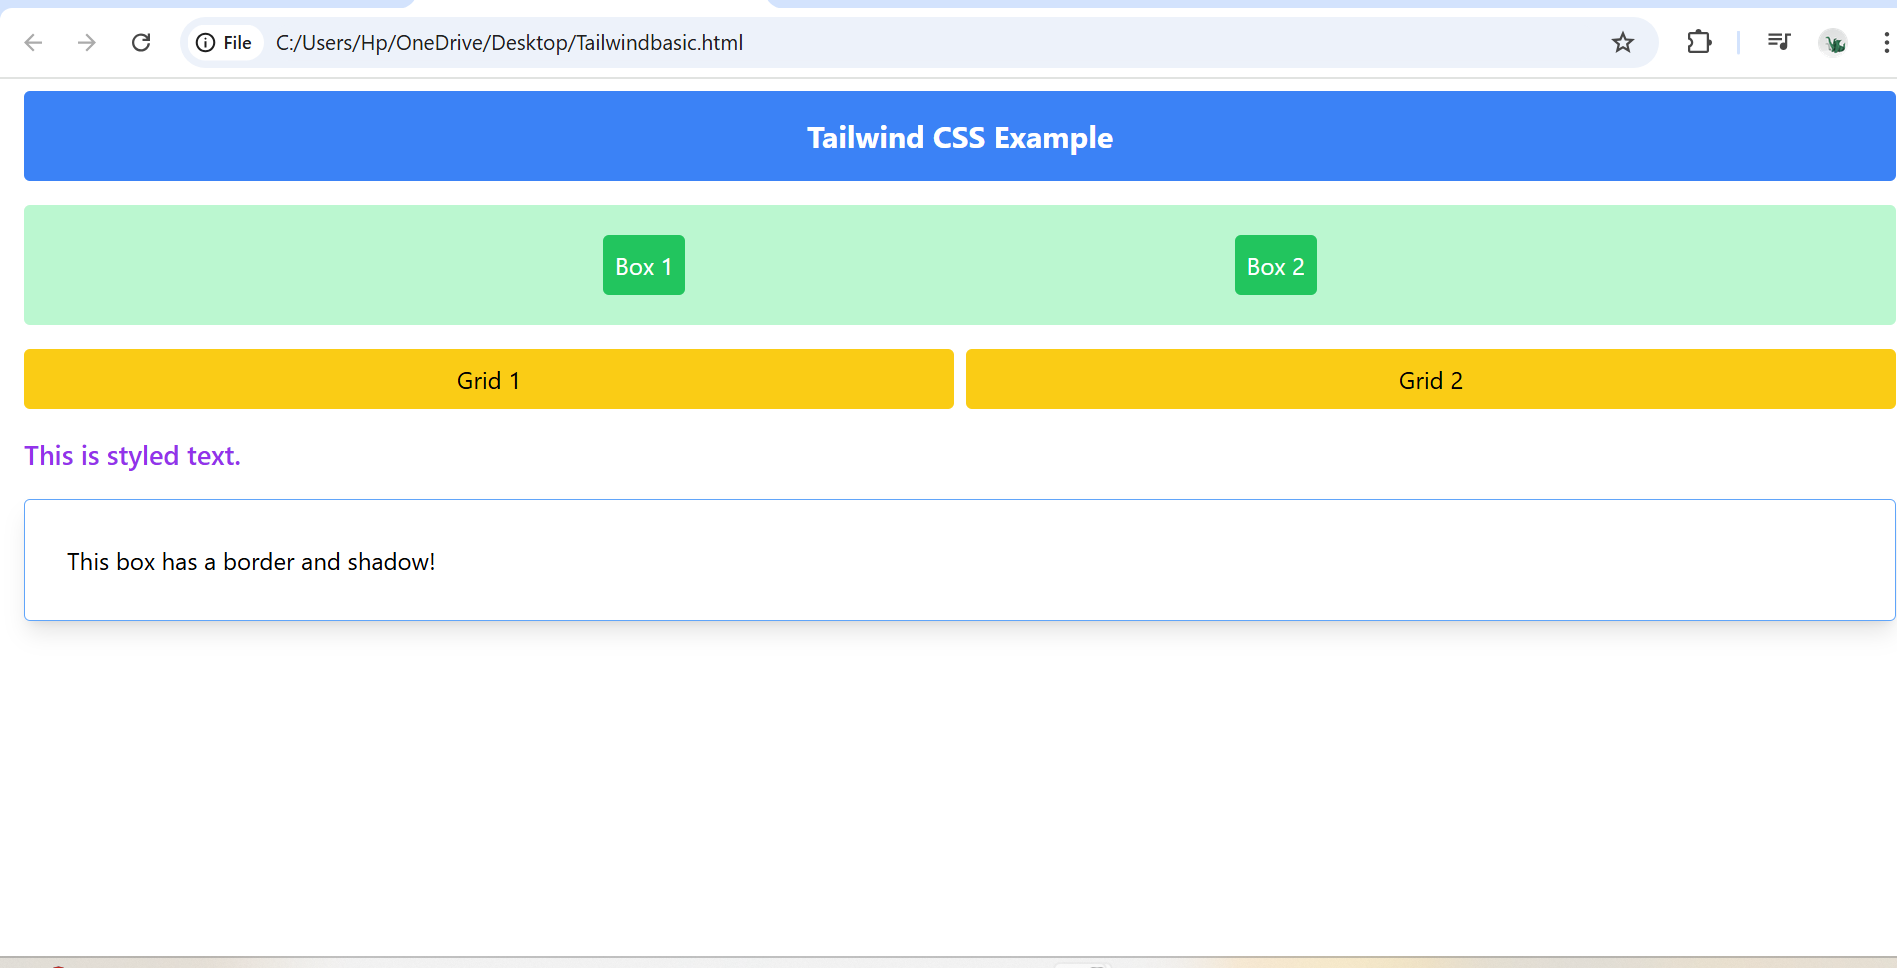 File C:/Users/Hp/OneDrive/Desktop/Tailwindbasic.html
Tailwind CSS Example
Box 1 Box 2
Grid 1 Grid 2
This is styled text.
This box has a border and shadow!